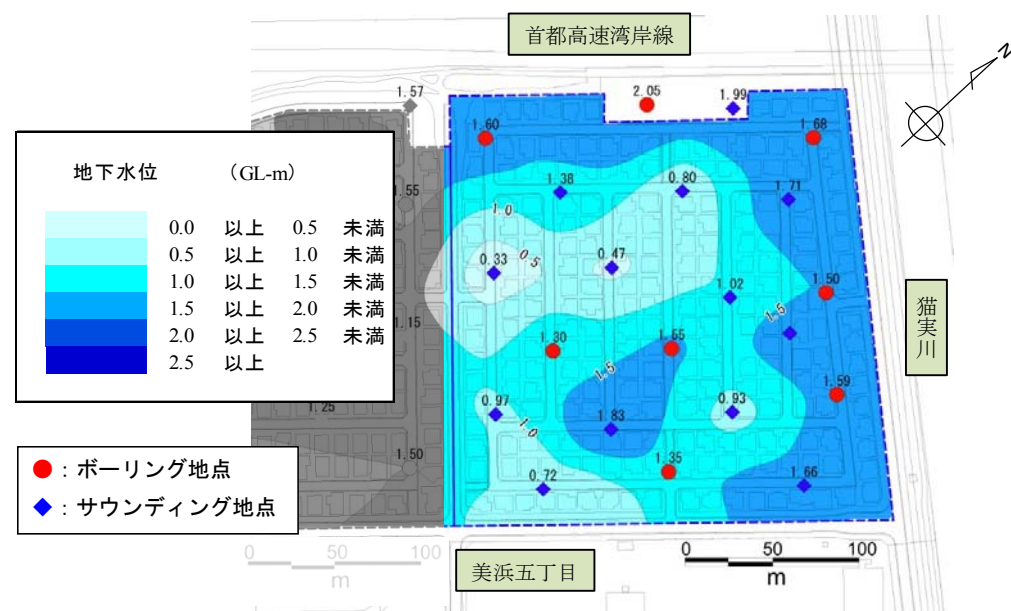 首都高速湾岸線
N
1.57
2.05
1.99
1.60
1.68
地下水位 (GL-m)
0.0 以上 0.5 未満
0.5 以上 1.0 未満
1.0 以上 1.5 未満
1.5 以上 2.0 未満
2.0 以上 2.5 未満
2.5 以上
1.38
0.80
1.71
1.55
1.0
0.33
0.5
0.47
1.02
1.50
1.5
猫実川
1.15
1.30
1.55
1.5
1.59
1.25
0.97
1.0
1.83
0.93
1.50
1.35
0.72
1.66
●：ボーリング地点
◆：サウンディング地点
0 50 100
m
美浜五丁目
0 50 100
m